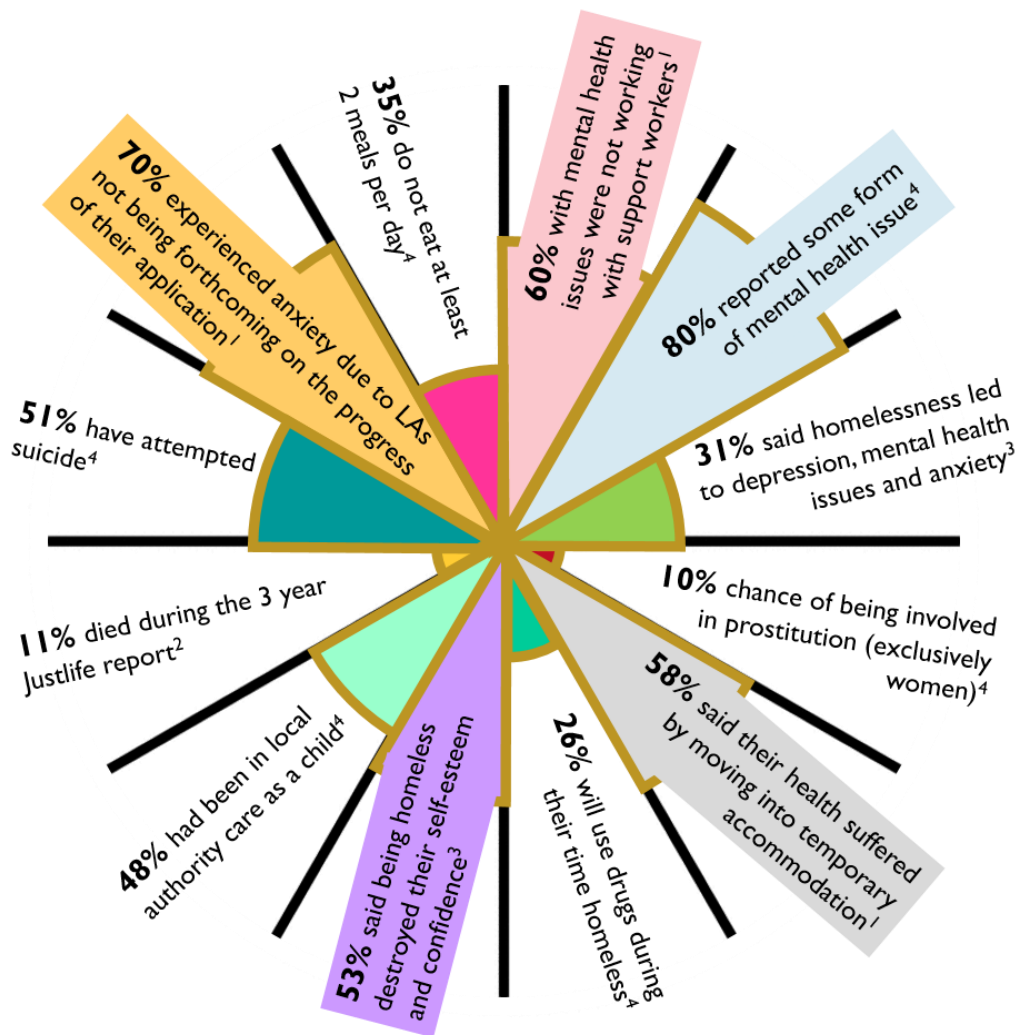 60% with mental health
issues were not working
with support workers¹
80% reported some form
of mental health issue⁴
31% said homelessness led
to depression, mental health
issues and anxiety³
10% chance of being involved
in prostitution (exclusively
women)⁴
58% said their health suffered
by moving into temporary
accommodation¹
26% will use drugs during
their time homeless⁴
53% said being homeless
destroyed their self-esteem
and confidence³
48% had been in local
authority care as a child⁴
11% died during the 3 year
Justlife report²
51% have attempted
suicide⁴
70% experienced anxiety due to LAs
not being forthcoming on the progress
of their application¹
35% do not eat at least
2 meals per day⁴